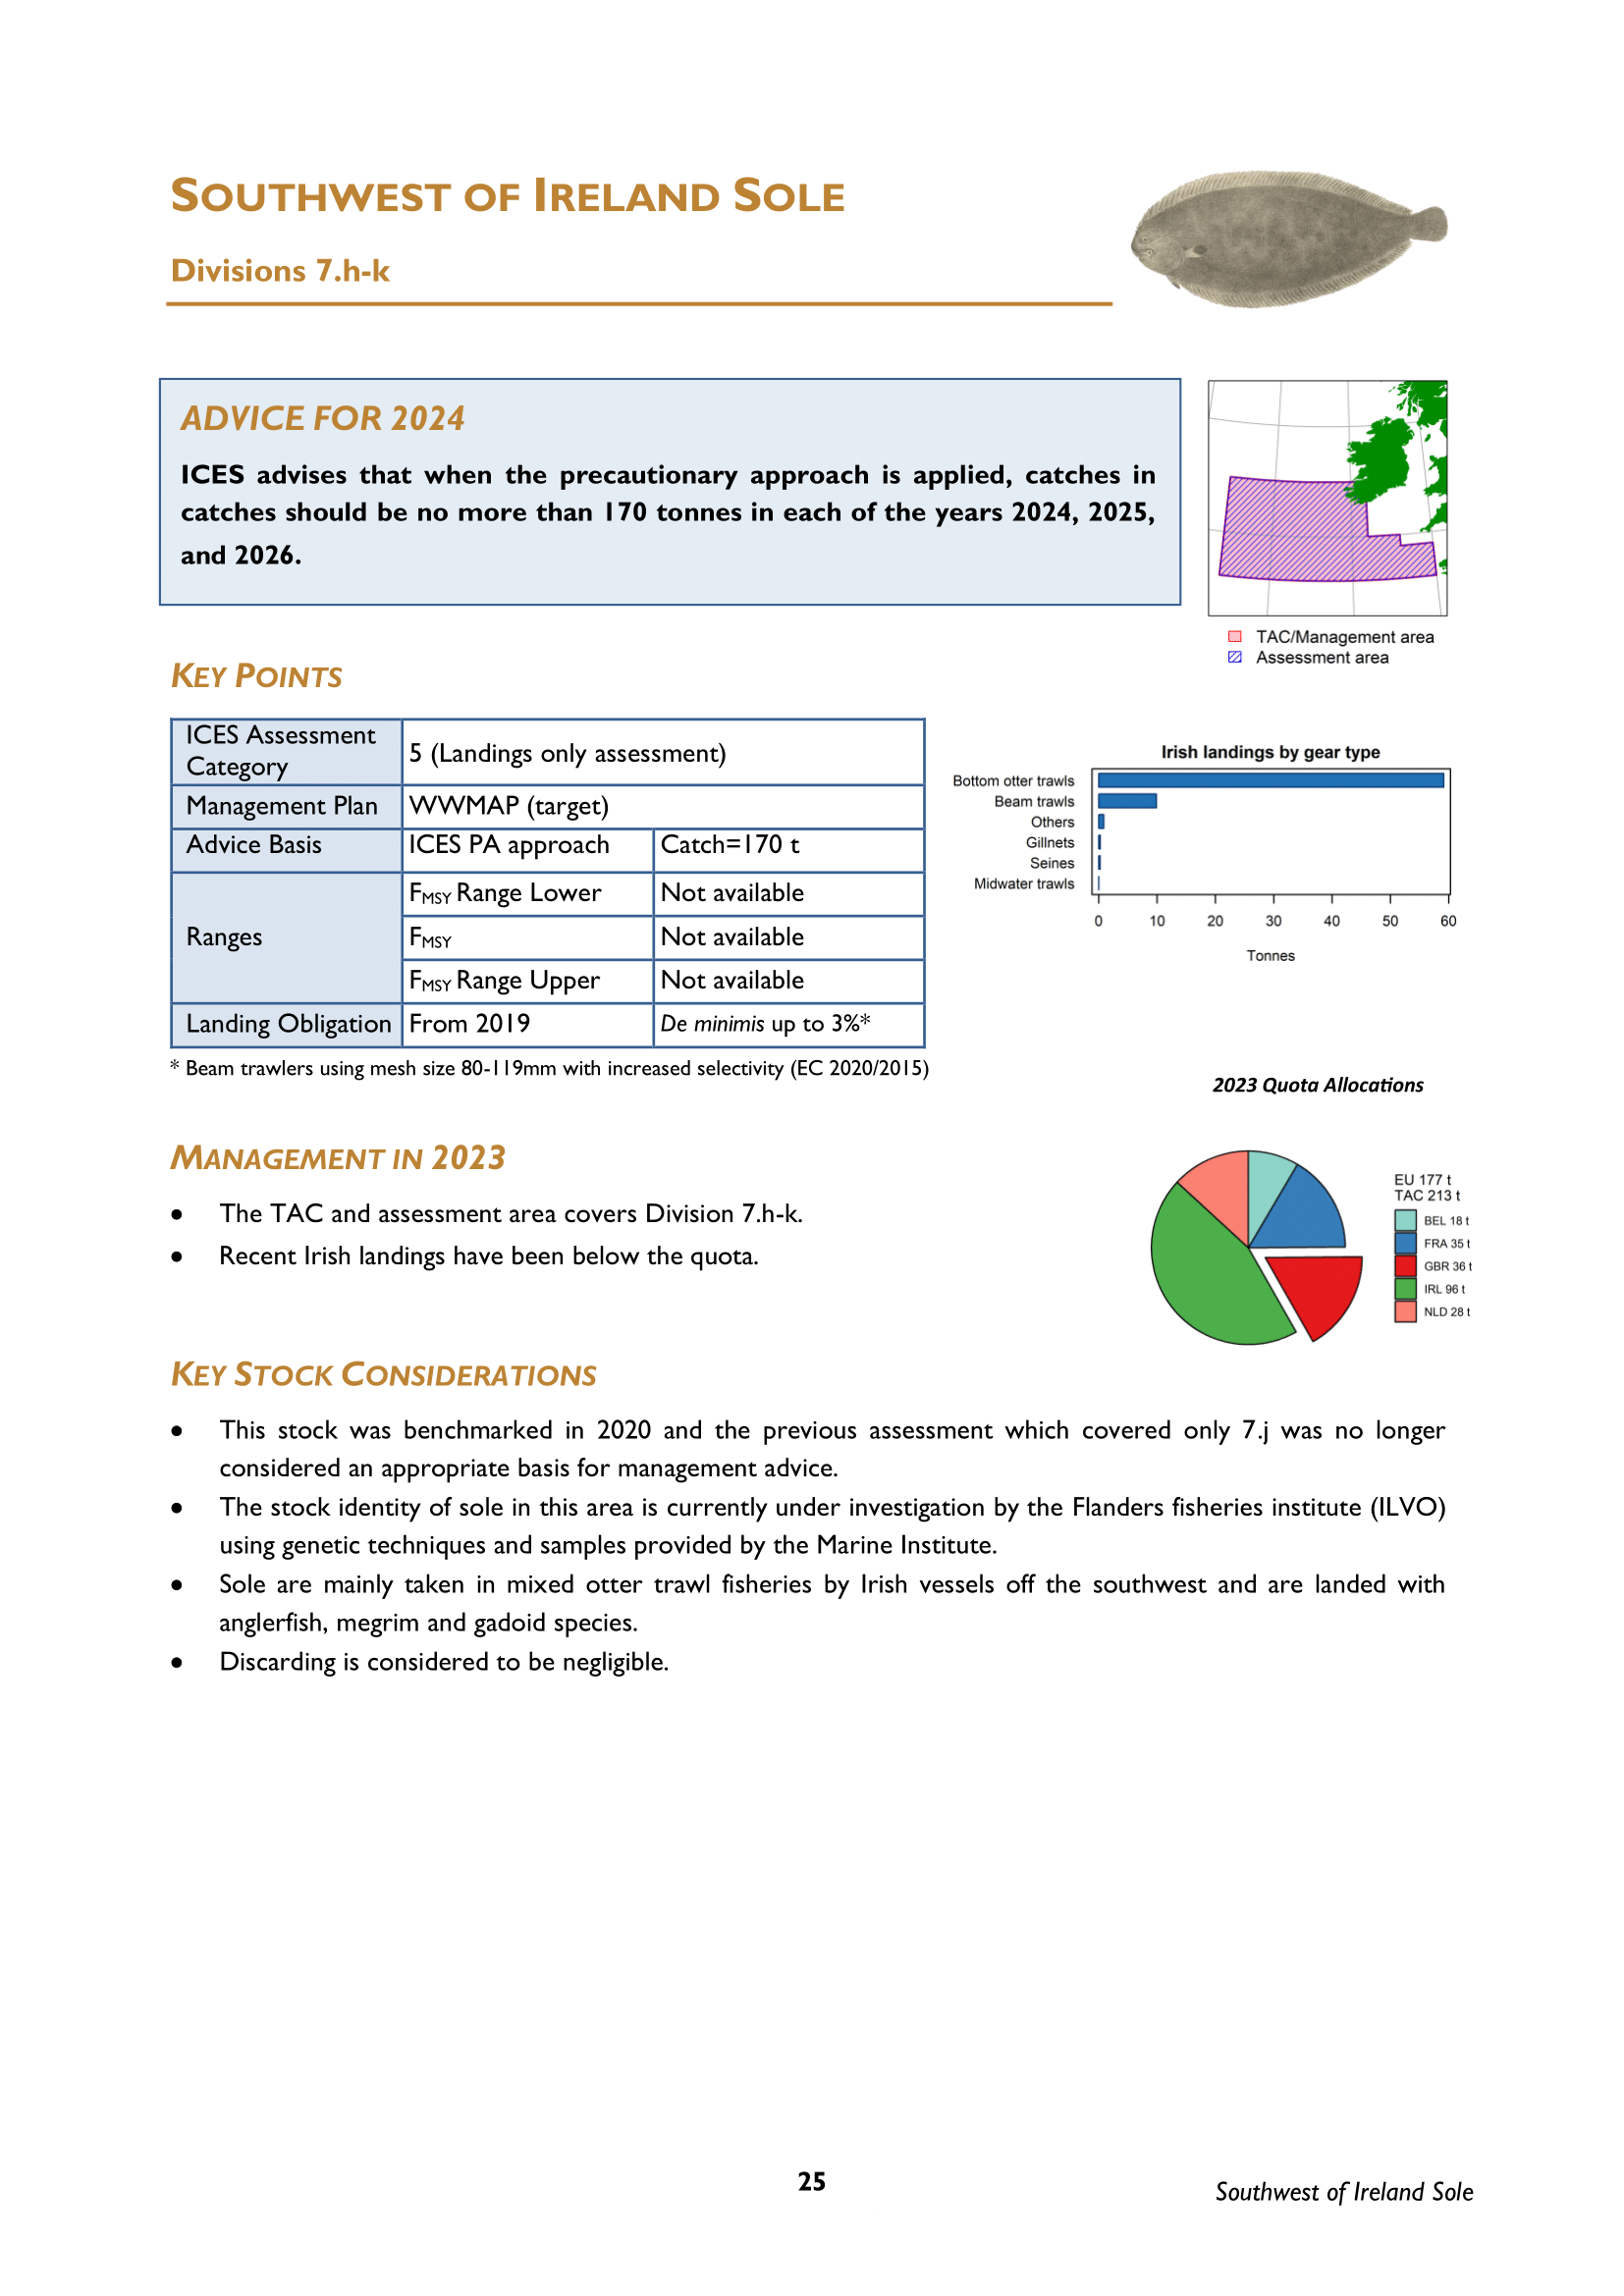 SOUTHWEST OF IRELAND SOLE
Divisions 7.h-k
ADVICE FOR 2024
ICES advises that when the precautionary approach is applied, catches in
catches should be no more than 170 tonnes in each of the years 2024, 2025,
and 2026.
TAC/Management area
Assessment area
KEY POINTS
ICES Assessment
Category
5 (Landings only assessment)
Management Plan
WWMAP (target)
Advice Basis
ICES PA approach
Catch=170 t
Ranges
FMSY Range Lower
Not available
FMSY
Not available
FMSY Range Upper
Not available
Landing Obligation
From 2019
De minimis up to 3%*
* Beam trawlers using mesh size 80-119mm with increased selectivity (EC 2020/2015)
Irish landings by gear type
Bottom otter trawls
Beam trawls
Others
Gillnets
Seines
Midwater trawls
0 10 20 30 40 50 60
Tonnes
2023 Quota Allocations
EU 177 t
TAC 213 t
BEL 18 t
FRA 35 t
GBR 36 t
IRL 96 t
NLD 28 t
MANAGEMENT IN 2023
• The TAC and assessment area covers Division 7.h-k.
• Recent Irish landings have been below the quota.
KEY STOCK CONSIDERATIONS
• This stock was benchmarked in 2020 and the previous assessment which covered only 7.j was no longer
considered an appropriate basis for management advice.
• The stock identity of sole in this area is currently under investigation by the Flanders fisheries institute (ILVO)
using genetic techniques and samples provided by the Marine Institute.
• Sole are mainly taken in mixed otter trawl fisheries by Irish vessels off the southwest and are landed with
anglerfish, megrim and gadoid species.
• Discarding is considered to be negligible.
25
Southwest of Ireland Sole